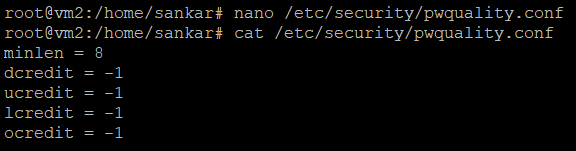 root@vm2:/home/sankar# nano /etc/security/pwquality.conf
root@vm2:/home/sankar# cat /etc/security/pwquality.conf
minlen = 8
dcredit = -1
ucredit = -1
lcredit = -1
ocredit = -1